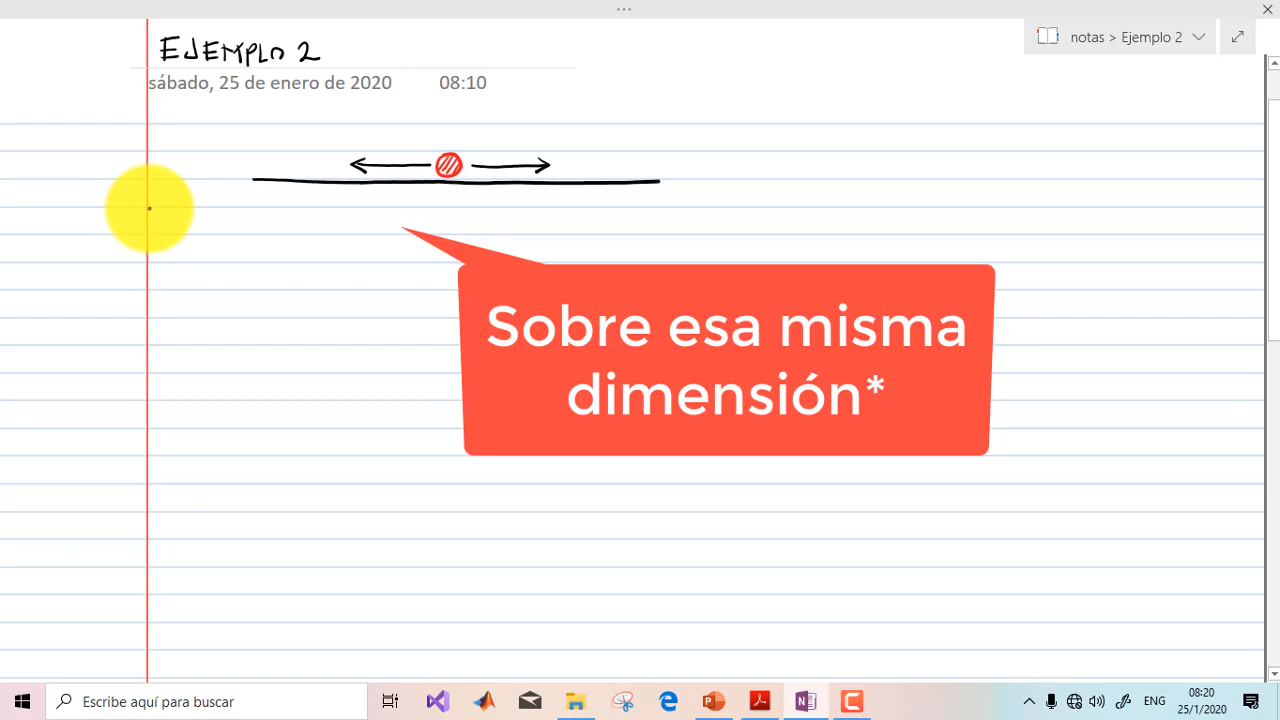 notas > Ejemplo 2
EJEMPLO 2
sábado, 25 de enero de 2020 08:10
Sobre esa misma
dimensión*
Escribe aquí para buscar
ENG
08:20
25/1/2020